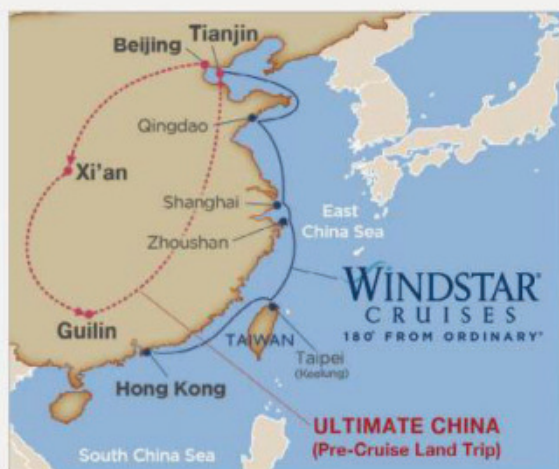 Tianjin
Beijing
Qingdao
Xi'an
Shanghai
East
China Sea
Zhoushan
WINDSTAR®
CRUISES
180° FROM ORDINARY®
Guilin
TAIWAN
Taipei
(Keelung)
Hong Kong
ULTIMATE CHINA
(Pre-Cruise Land Trip)
South China Sea